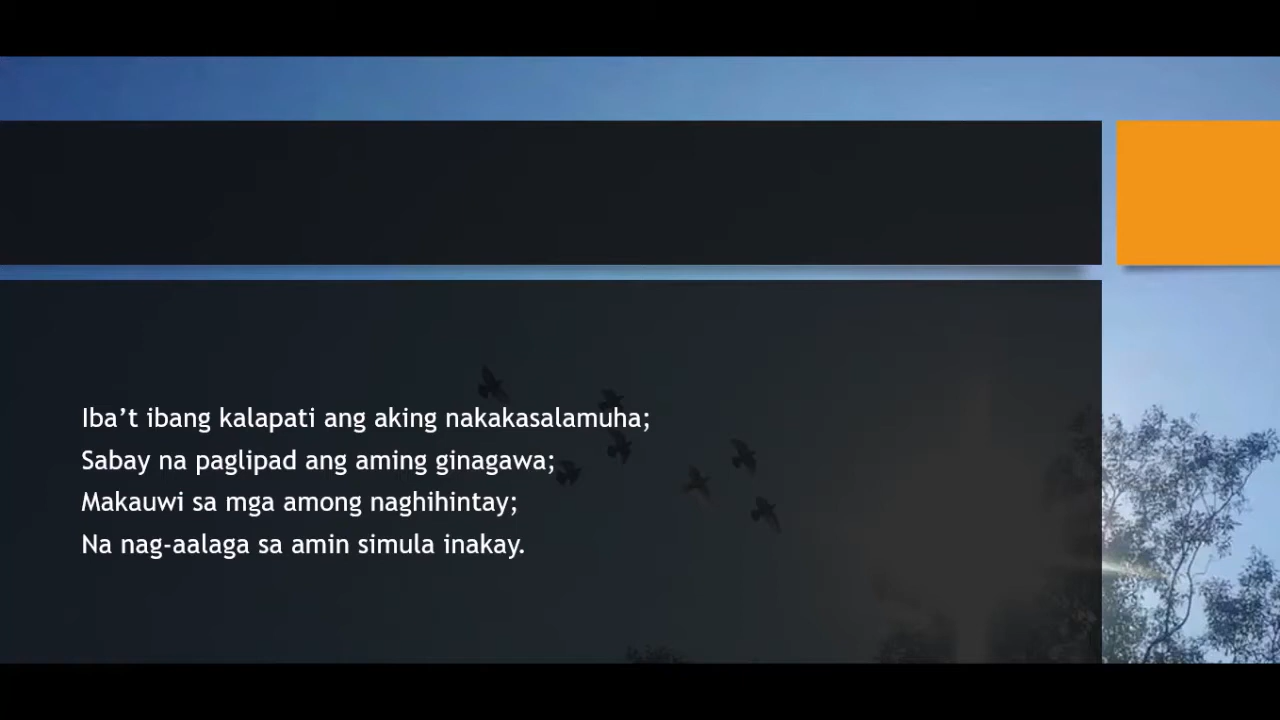 Iba’t ibang kalapati ang aking nakakasalamuha;
Sabay na paglipad ang aming ginagawa;
Makauwi sa mga among naghihintay;
Na nag-aalaga sa amin simula inakay.